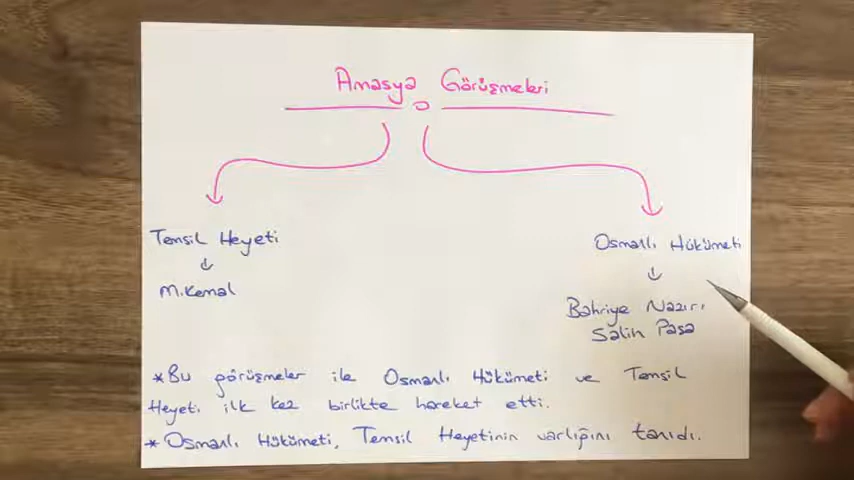 Amasya Görüşmeleri
Temsil Heyeti
M.Kemal
Osmanlı Hükümeti
Bahriye Nazırı
Salih Paşa
*Bu görüşmeler ile Osmanlı Hükümeti ve Temsil
Heyeti ilk kez birlikte hareket etti.
*Osmanlı Hükümeti, Temsil Heyetinin varlığını tanıdı.